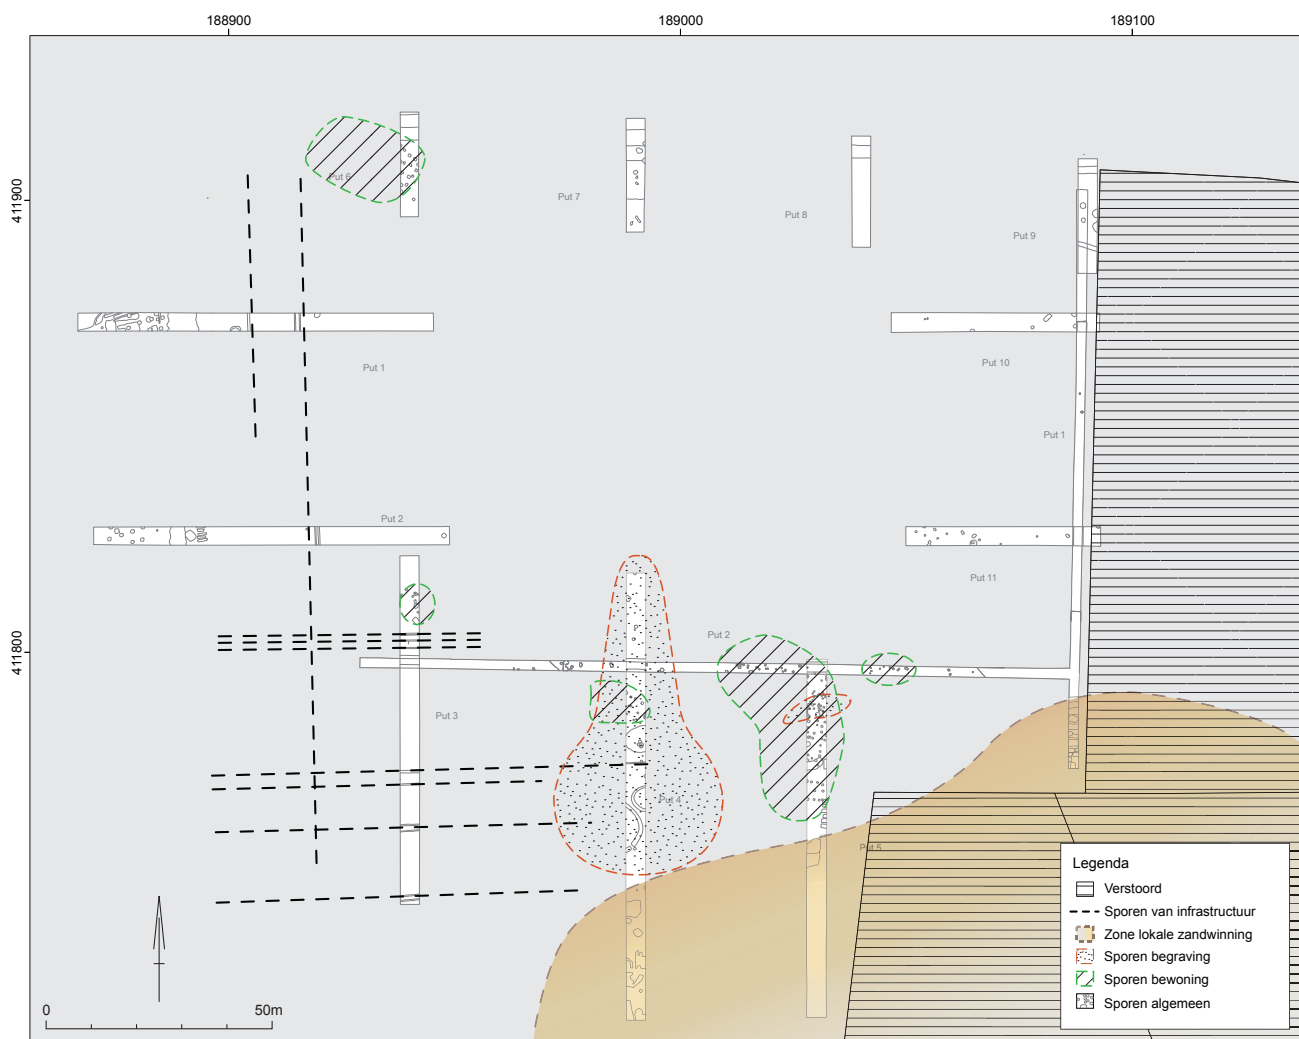 188900
189000
189100
411900
411800
Put 6
Put 7
Put 8
Put 9
Put 1
Put 10
Put 1
Put 2
Put 11
Put 2
Put 3
Put 4
Put 5
0
50m
Legenda
Verstoord
Sporen van infrastructuur
Zone lokale zandwinning
Sporen begraving
Sporen bewoning
Sporen algemeen